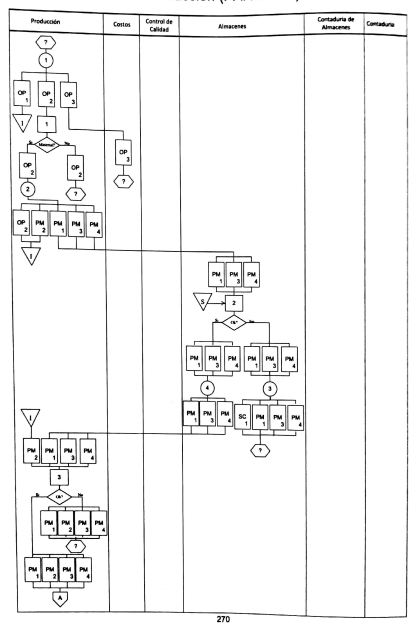 Producción Costos Control de Calidad Almacenes Contaduría de Almacenes Contaduría
?
1
OP 1 OP 2 OP 3
I 1
Si Material? No
OP 2 OP 2 OP 3
2 ? ?
OP 2 PM 2 PM 1 PM 3 PM 4
I
PM 1 PM 3 PM 4
S 2
Si Ok? No
PM 1 PM 3 PM 4 PM 1 PM 3 PM 4
4 3
PM 1 PM 3 PM 4 SC 1 PM 1 PM 3 PM 4
?
I
PM 2 PM 1 PM 3 PM 4
3
Si Ok? No
PM 1 PM 2 PM 3 PM 4
?
PM 1 PM 2 PM 3 PM 4
A
270